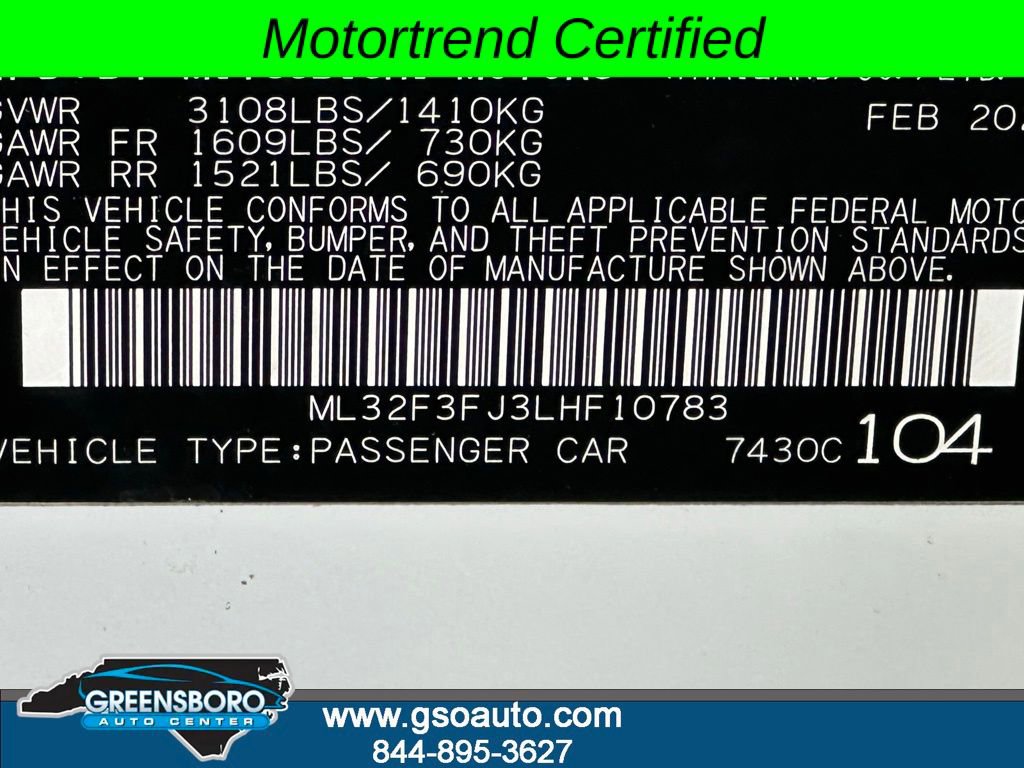 Motortrend Certified
GVWR 3108LBS/1410KG FEB 20
GAWR FR 1609LBS/ 730KG
GAWR RR 1521LBS/ 690KG
THIS VEHICLE CONFORMS TO ALL APPLICABLE FEDERAL MOTO
VEHICLE SAFETY, BUMPER, AND THEFT PREVENTION STANDARDS
IN EFFECT ON THE DATE OF MANUFACTURE SHOWN ABOVE.
ML32F3FJ3LHF10783
VEHICLE TYPE:PASSENGER CAR 7430C 104
GREENSBORO
AUTO CENTER
www.gsoauto.com
844-895-3627